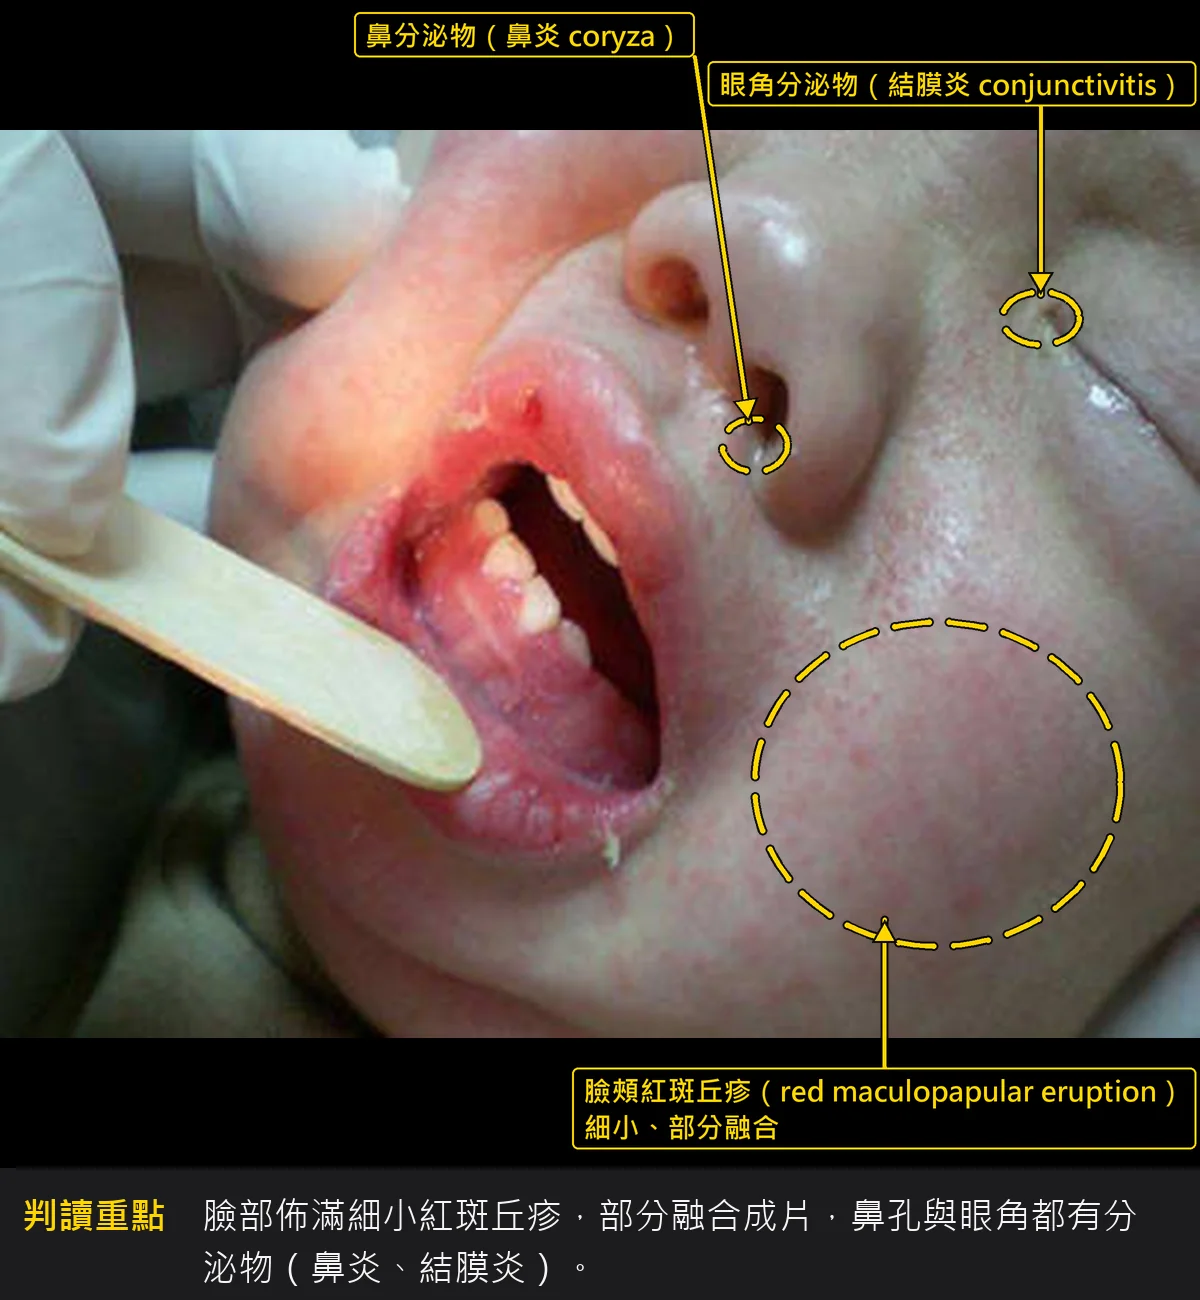 鼻分泌物（鼻炎 coryza）
眼角分泌物（結膜炎 conjunctivitis）
臉頰紅斑丘疹（red maculopapular eruption）
細小、部分融合
判讀重點
臉部佈滿細小紅斑丘疹，部分融合成片，鼻孔與眼角都有分
泌物（鼻炎、結膜炎）。